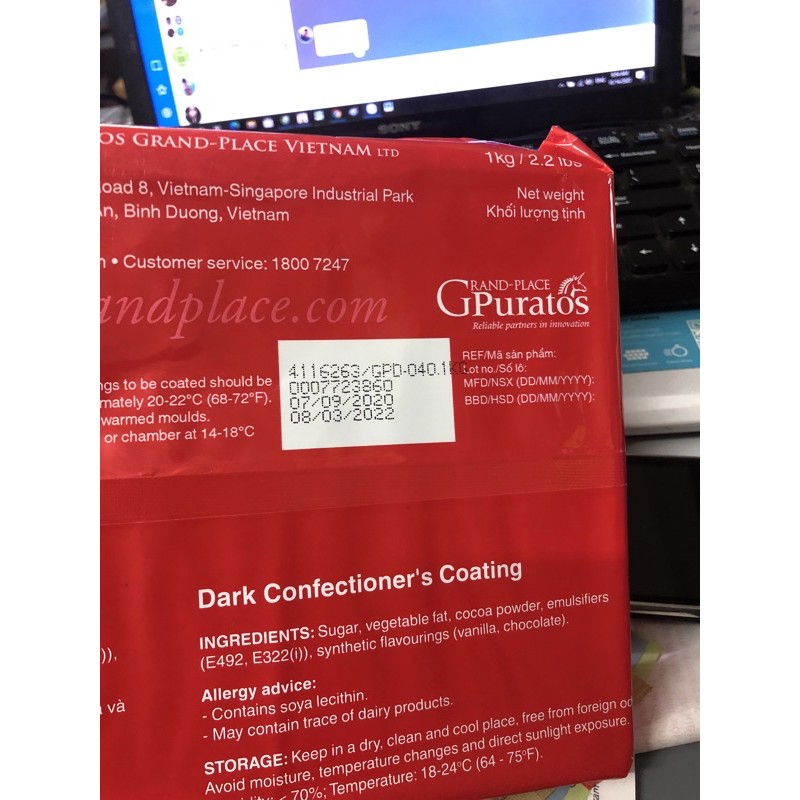 OS GRAND-PLACE VIETNAM LTD
1kg / 2.2 lbs
oad 8, Vietnam-Singapore Industrial Park
An, Binh Duong, Vietnam
Net weight
Khối lượng tịnh
• Customer service: 1800 7247
andplace.com
GRAND-PLACE
Puratos
Reliable partners in innovation
4116263/GPD-040.1KG
0007723860
07/09/2020
08/03/2022
REF/Mã sản phẩm:
Lot no./Số lô:
MFD/NSX (DD/MM/YYYY):
BBD/HSD (DD/MM/YYYY):
ngs to be coated should be
mately 20-22°C (68-72°F).
warmed moulds.
or chamber at 14-18°C
Dark Confectioner's Coating
INGREDIENTS: Sugar, vegetable fat, cocoa powder, emulsifiers
(E492, E322(i)), synthetic flavourings (vanilla, chocolate).
)),
và
Allergy advice:
- Contains soya lecithin.
- May contain trace of dairy products.
STORAGE: Keep in a dry, clean and cool place, free from foreign od
Avoid moisture, temperature changes and direct sunlight exposure.
< 70%; Temperature: 18-24°C (64 - 75°F).
SONY